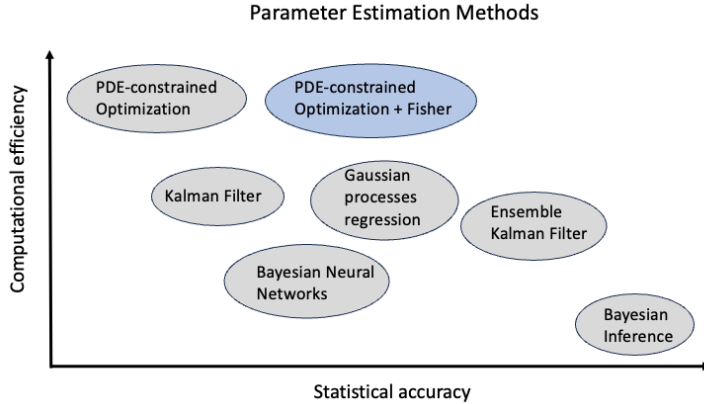 Parameter Estimation Methods
Computational efficiency
PDE-constrained
Optimization
PDE-constrained
Optimization + Fisher
Kalman Filter
Gaussian
processes
regression
Ensemble
Kalman Filter
Bayesian Neural
Networks
Bayesian
Inference
Statistical accuracy